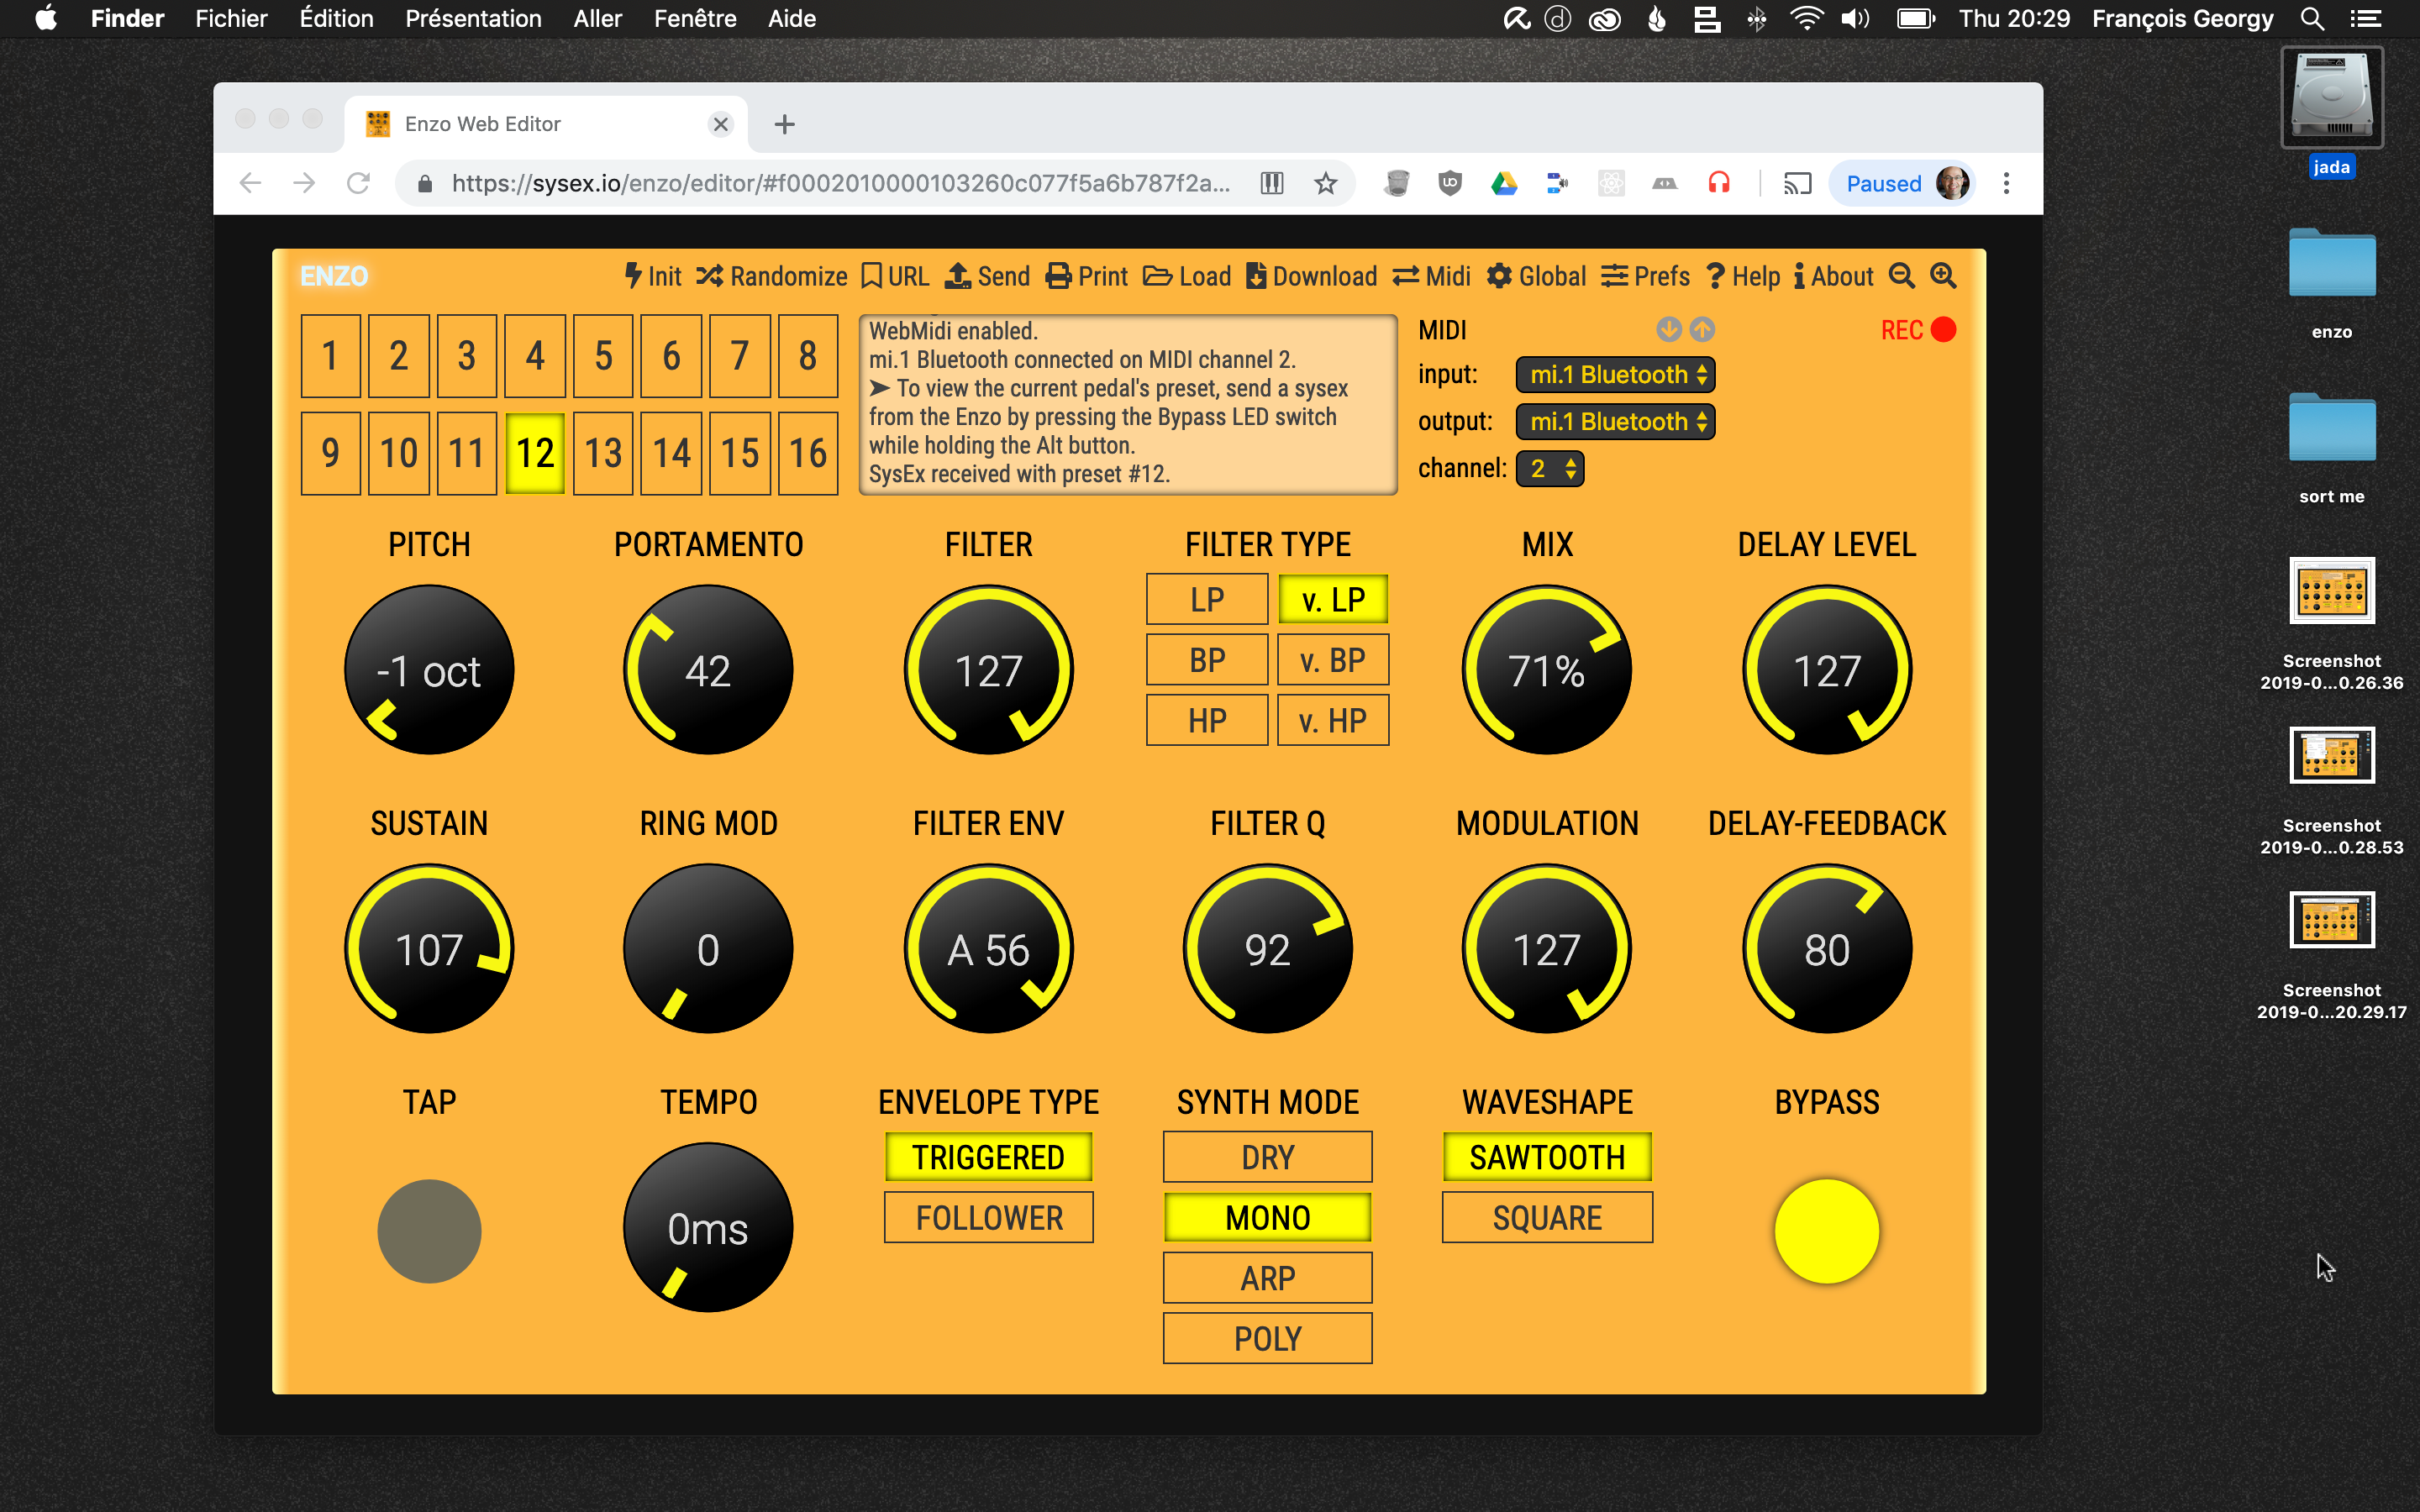 Finder Fichier Édition Présentation Aller Fenêtre Aide Thu 20:29 François Georgy
Enzo Web Editor
https://sysex.io/enzo/editor/#f0002010000103260c077f5a6b787f2a...
Paused
ENZO Init Randomize URL Send Print Load Download Midi Global Prefs Help About
1 2 3 4 5 6 7 8
9 10 11 12 13 14 15 16
WebMidi enabled.
mi.1 Bluetooth connected on MIDI channel 2.
➤ To view the current pedal's preset, send a sysex
from the Enzo by pressing the Bypass LED switch
while holding the Alt button.
SysEx received with preset #12.
MIDI
REC
input: mi.1 Bluetooth
output: mi.1 Bluetooth
channel: 2
PITCH PORTAMENTO FILTER FILTER TYPE MIX DELAY LEVEL
-1 oct 42 127 71% 127
LP v. LP
BP v. BP
HP v. HP
SUSTAIN RING MOD FILTER ENV FILTER Q MODULATION DELAY-FEEDBACK
107 0 A 56 92 127 80
TAP TEMPO ENVELOPE TYPE SYNTH MODE WAVESHAPE BYPASS
0ms
TRIGGERED
FOLLOWER
DRY
MONO
ARP
POLY
SAWTOOTH
SQUARE
jada
enzo
sort me
Screenshot
2019-0...0.26.36
Screenshot
2019-0...0.28.53
Screenshot
2019-0...20.29.17